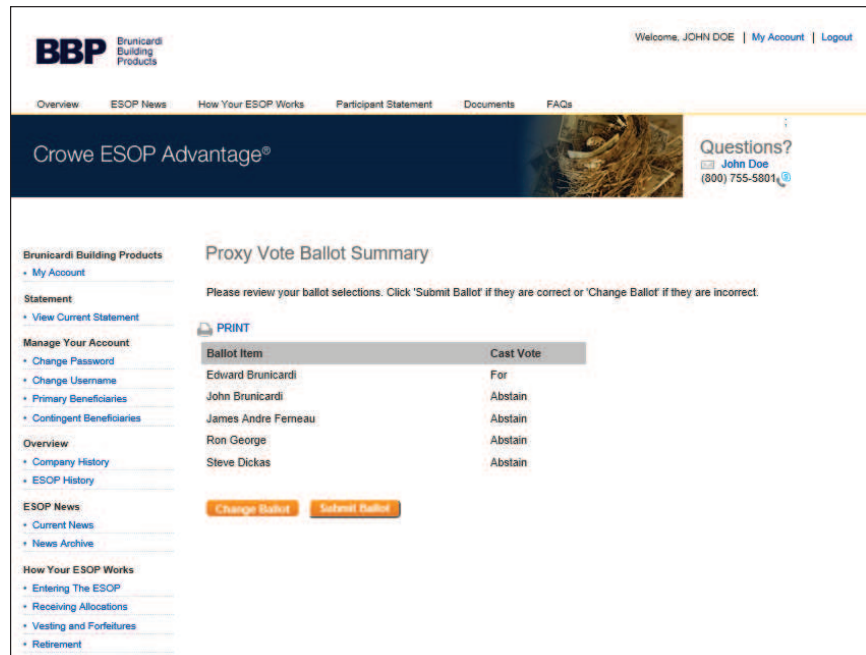 BBP Brunicardi
Building
Products
Welcome, JOHN DOE | My Account | Logout
Overview ESOP News How Your ESOP Works Participant Statement Documents FAQs
Crowe ESOP Advantage®
Questions?
John Doe
(800) 755-5801
Brunicardi Building Products
• My Account
Statement
• View Current Statement
Manage Your Account
• Change Password
• Change Username
• Primary Beneficiaries
• Contingent Beneficiaries
Overview
• Company History
• ESOP History
ESOP News
• Current News
• News Archive
How Your ESOP Works
• Entering The ESOP
• Receiving Allocations
• Vesting and Forfeitures
• Retirement
Proxy Vote Ballot Summary
Please review your ballot selections. Click 'Submit Ballot' if they are correct or 'Change Ballot' if they are incorrect.
PRINT
Ballot Item Cast Vote
Edward Brunicardi For
John Brunicardi Abstain
James Andre Ferneau Abstain
Ron George Abstain
Steve Dickas Abstain
Change Ballot Submit Ballot